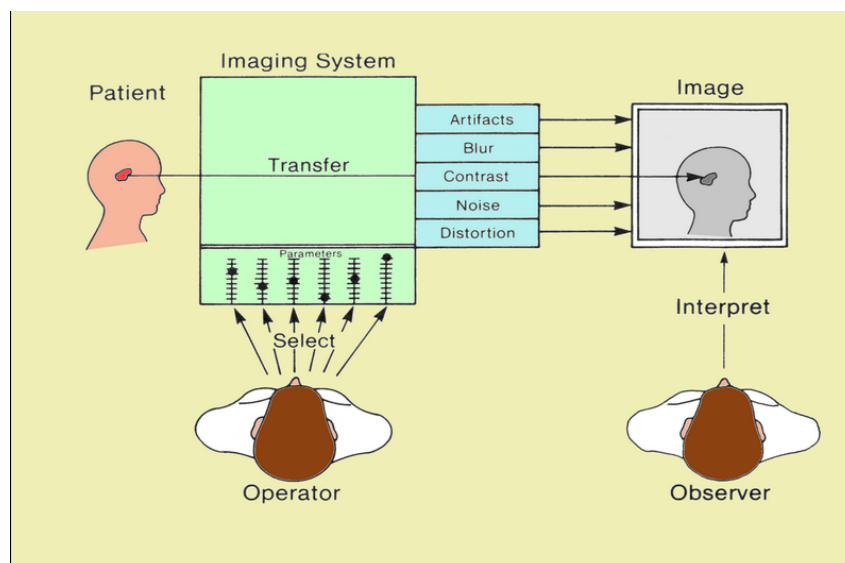 Imaging System
Patient
Image
Artifacts
Blur
Transfer
Contrast
Noise
Distortion
Parameters
Select
Interpret
Operator
Observer